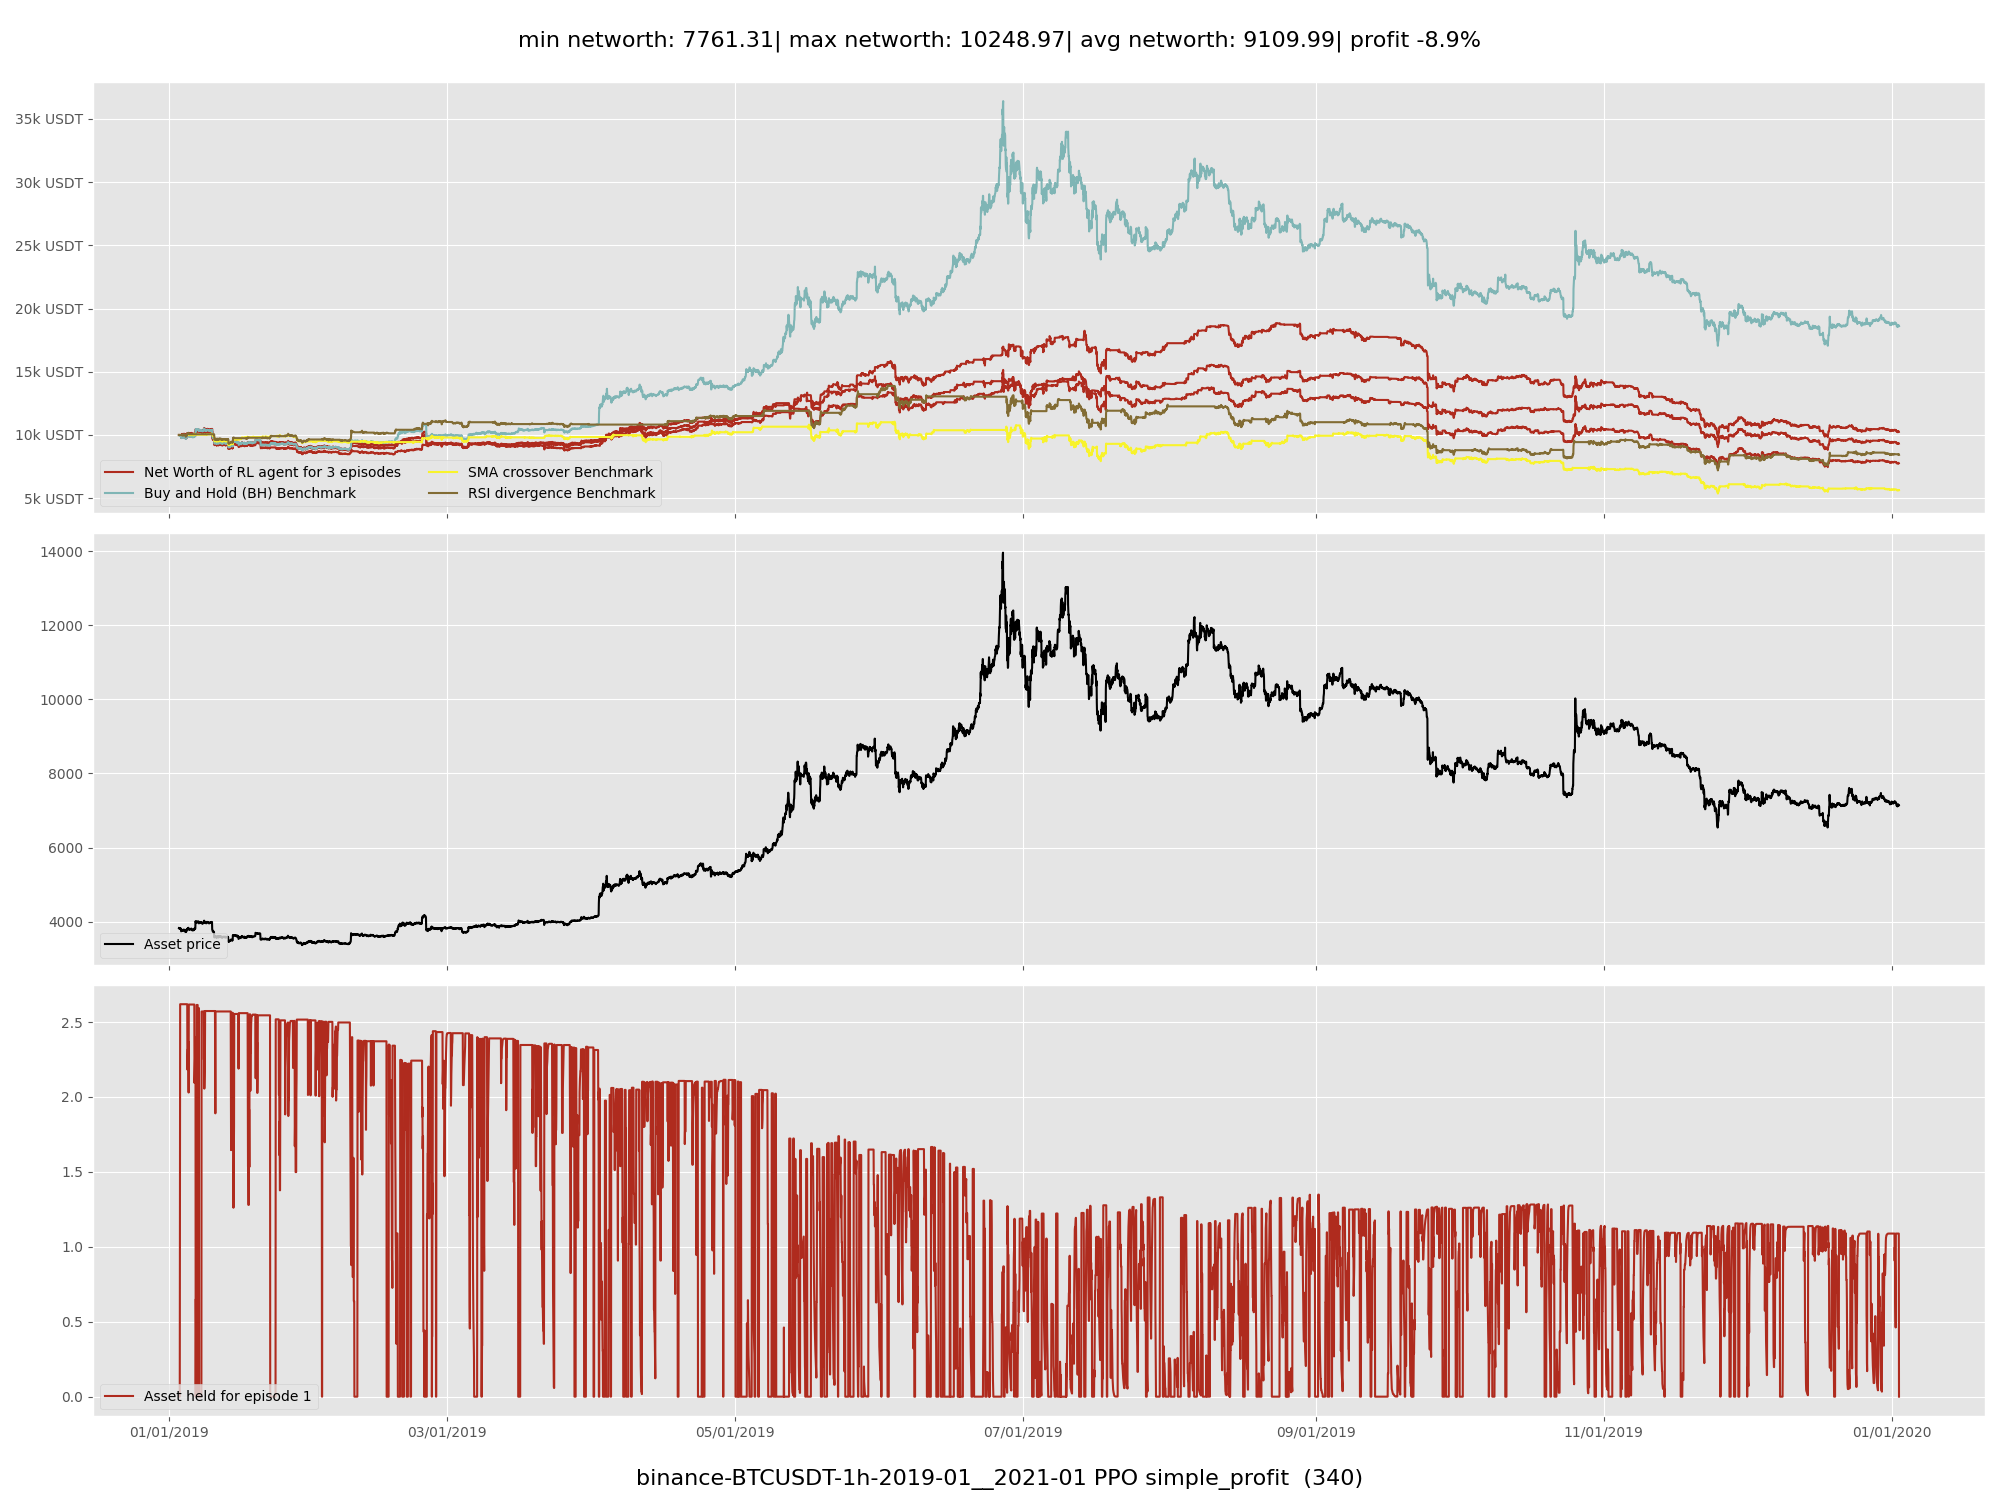 min networth: 7761.31| max networth: 10248.97| avg networth: 9109.99| profit -8.9%
35k USDT
30k USDT
25k USDT
20k USDT
15k USDT
10k USDT
5k USDT
Net Worth of RL agent for 3 episodes
Buy and Hold (BH) Benchmark
SMA crossover Benchmark
RSI divergence Benchmark
14000
12000
10000
8000
6000
4000
Asset price
2.5
2.0
1.5
1.0
0.5
0.0
Asset held for episode 1
01/01/2019 03/01/2019 05/01/2019 07/01/2019 09/01/2019 11/01/2019 01/01/2020
binance-BTCUSDT-1h-2019-01__2021-01 PPO simple_profit (340)